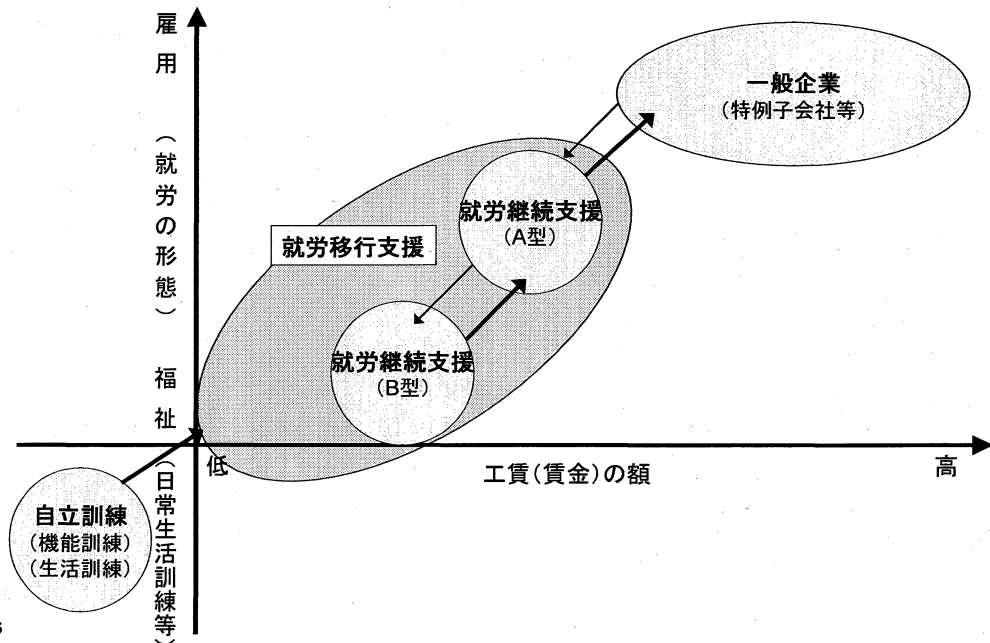 雇用
（就労の形態）
福祉
（日常生活訓練等）
一般企業
（特例子会社等）
就労継続支援
（A型）
就労移行支援
就労継続支援
（B型）
低
工賃（賃金）の額
高
自立訓練
（機能訓練）
（生活訓練）